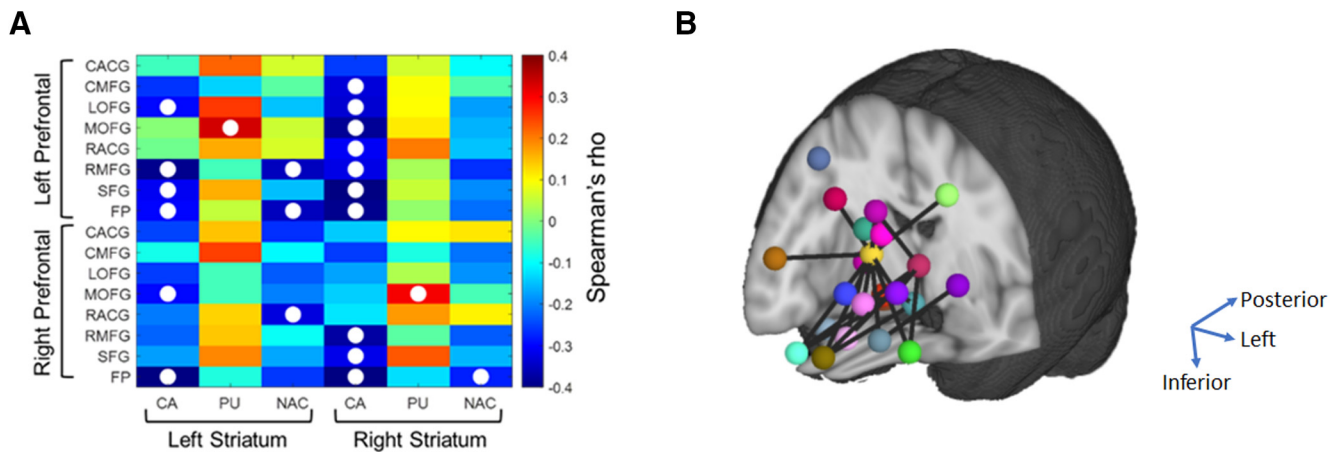 A
B
CACG
CMFG
LOFG
MOFG
RACG
RMFG
SFG
FP
CACG
CMFG
LOFG
MOFG
RACG
RMFG
SFG
FP
Left Prefrontal
Right Prefrontal
CA PU NAC CA PU NAC
Left Striatum Right Striatum
0.4
0.3
0.2
0.1
0
-0.1
-0.2
-0.3
-0.4
Spearman's rho
Posterior
Left
Inferior